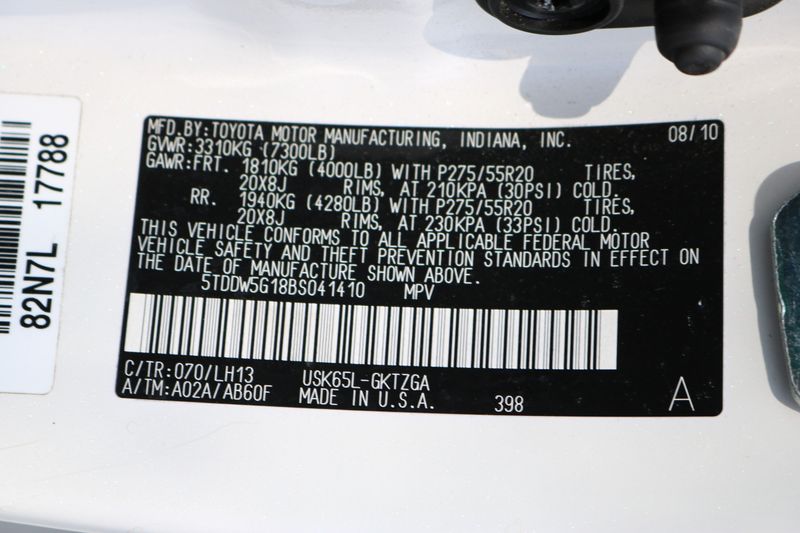 82N7L 17788
MFD.BY:TOYOTA MOTOR MANUFACTURING, INDIANA, INC. 08/10
GVWR:3310KG (7300LB)
GAWR:FRT. 1810KG (4000LB) WITH P275/55R20 TIRES,
20X8J RIMS, AT 210KPA (30PSI) COLD.
RR. 1940KG (4280LB) WITH P275/55R20 TIRES,
20X8J RIMS, AT 230KPA (33PSI) COLD.
THIS VEHICLE CONFORMS TO ALL APPLICABLE FEDERAL MOTOR
VEHICLE SAFETY AND THEFT PREVENTION STANDARDS IN EFFECT ON
THE DATE OF MANUFACTURE SHOWN ABOVE.
5TDDW5G18BS041410 MPV
C/TR:070/LH13 USK65L-GKTZGA
A/TM:A02A/AB60F MADE IN U.S.A. 398 A